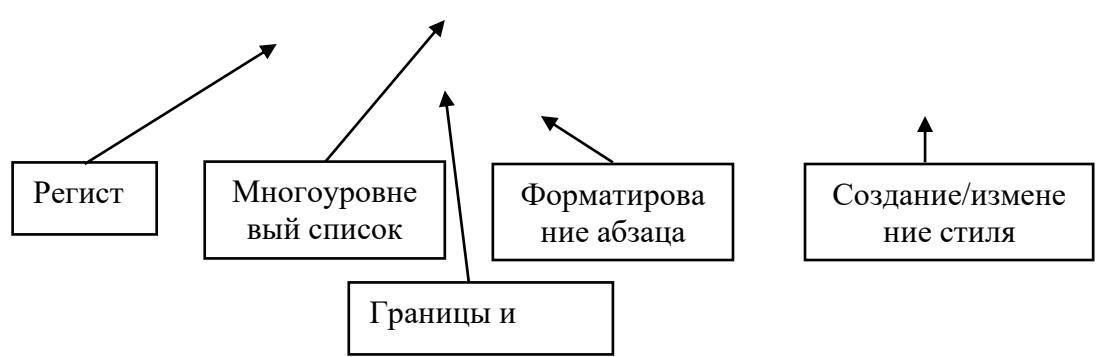 Регист
Многоуровне
вый список
Форматирова
ние абзаца
Создание/измене
ние стиля
Границы и